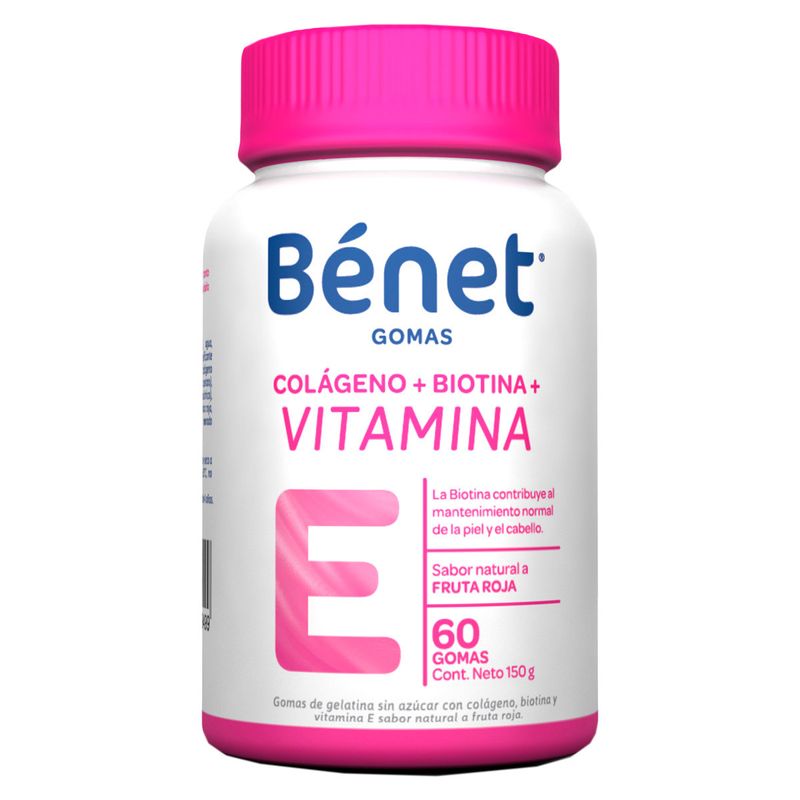 Bénet®
GOMAS
COLÁGENO + BIOTINA +
VITAMINA
E
La Biotina contribuye al
mantenimiento normal
de la piel y el cabello.
Sabor natural a
FRUTA ROJA
60
GOMAS
Cont. Neto 150 g
Gomas de gelatina sin azúcar con colágeno, biotina y
vitamina E sabor natural a fruta roja.